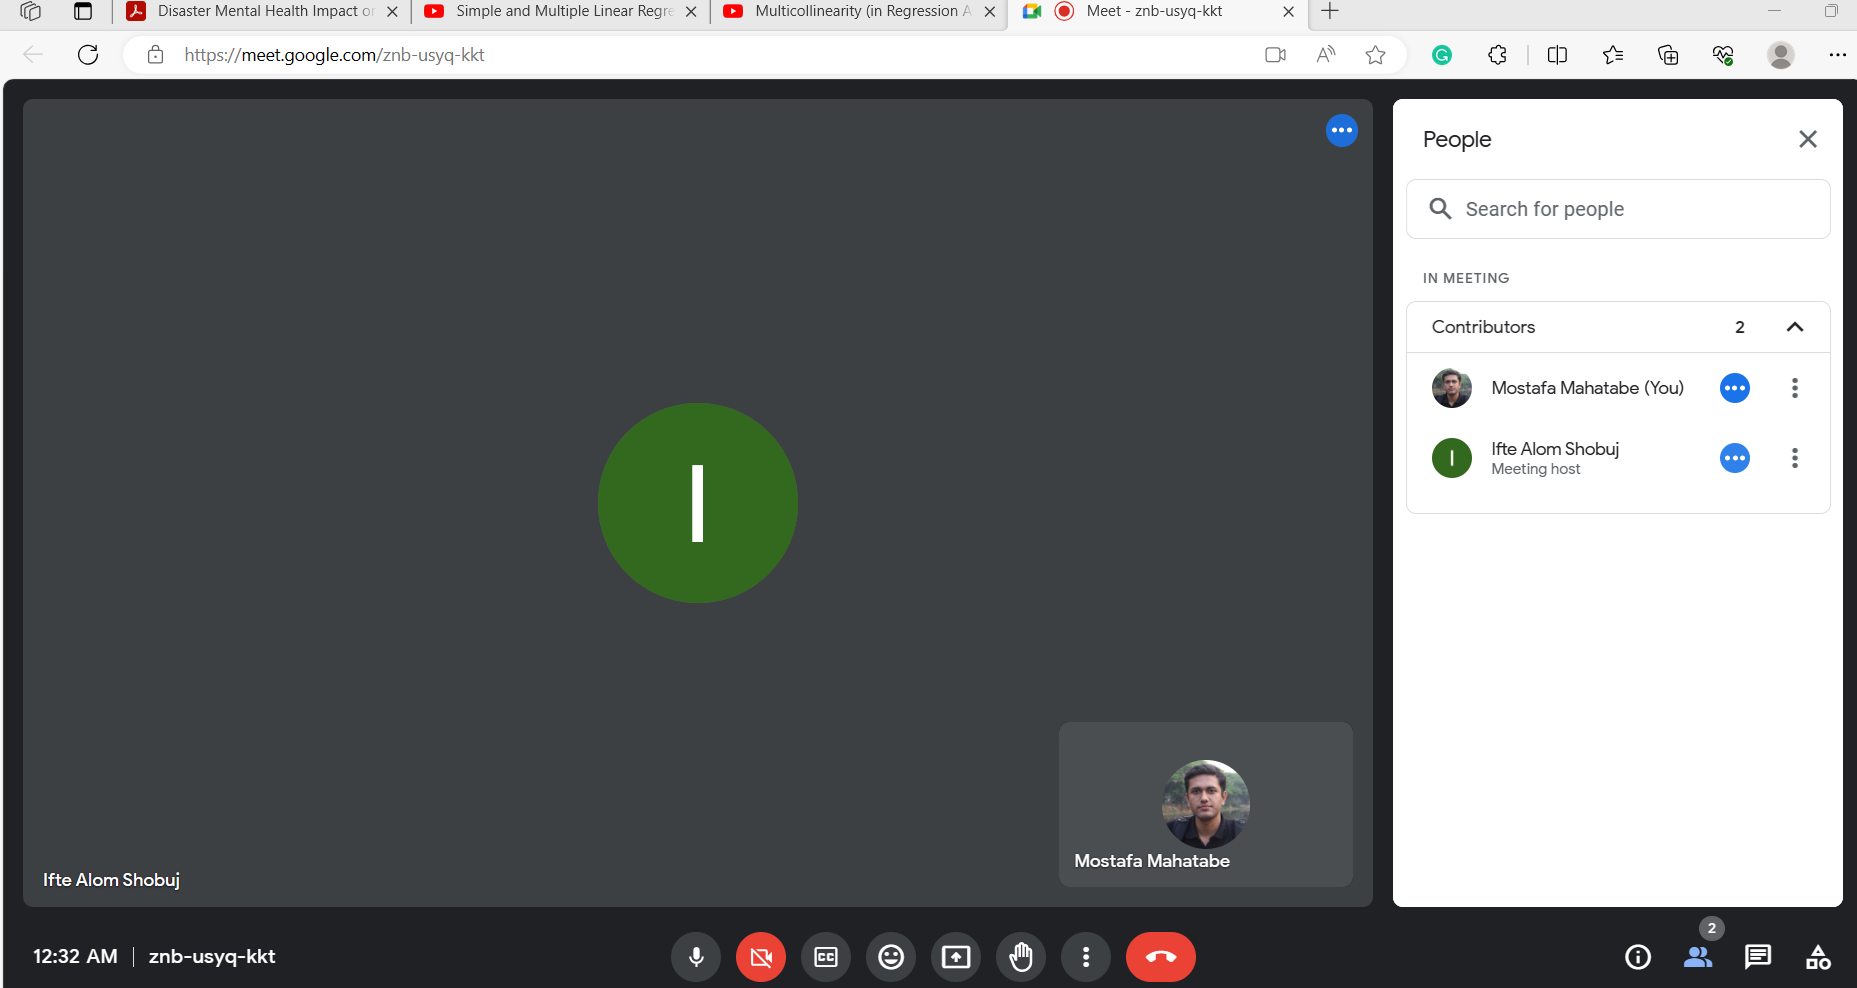 Disaster Mental Health Impact o
Simple and Multiple Linear Regre
Multicollinearity (in Regression A
Meet - znb-usyq-kkt
https://meet.google.com/znb-usyq-kkt
People
Search for people
IN MEETING
Contributors
2
Mostafa Mahatabe (You)
I
Ifte Alom Shobuj
Meeting host
I
Mostafa Mahatabe
Ifte Alom Shobuj
12:32 AM | znb-usyq-kkt
CC
2